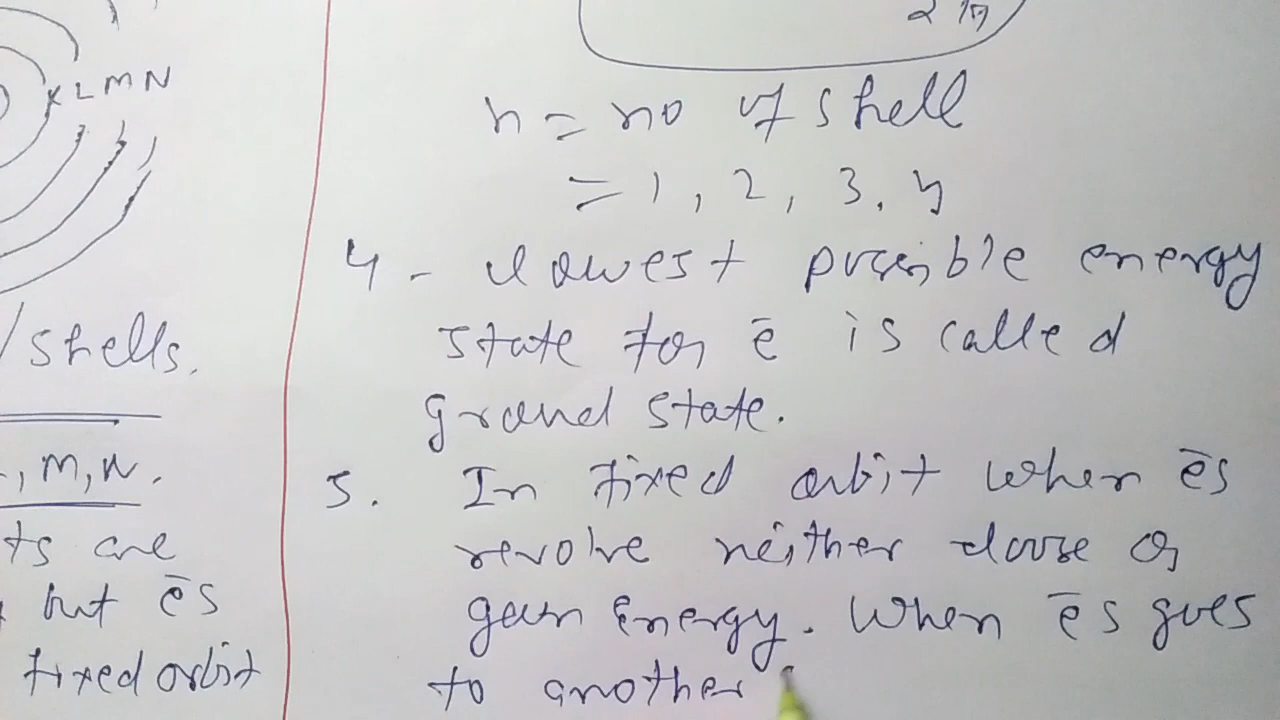 K L M N
/ shells.
, M, N.
ts are
but ēs
fixed orbit
2π
n = no of shell
= 1, 2, 3, 4
4 - Lowest possible energy
state for ē is called
ground state.
5. In fixed orbit when ēs
revolve neither loose or
gain Energy. When ēs goes
to another